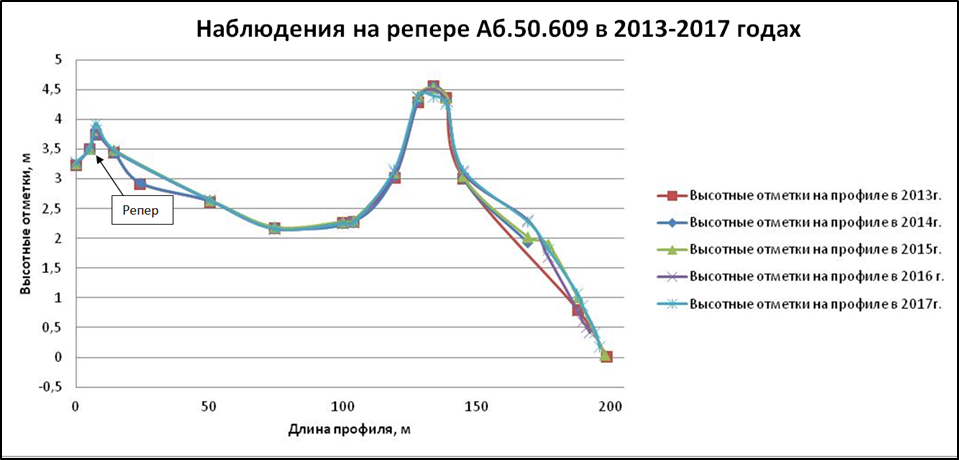 Наблюдения на репере Аб.50.609 в 2013-2017 годах
Высотные отметки, м
5
4,5
4
3,5
3
2,5
2
1,5
1
0,5
0
-0,5
Репер
0
50
100
150
200
Длина профиля, м
Высотные отметки на профиле в 2013г.
Высотные отметки на профиле в 2014г.
Высотные отметки на профиле в 2015г.
Высотные отметки на профиле в 2016 г.
Высотные отметки на профиле в 2017г.